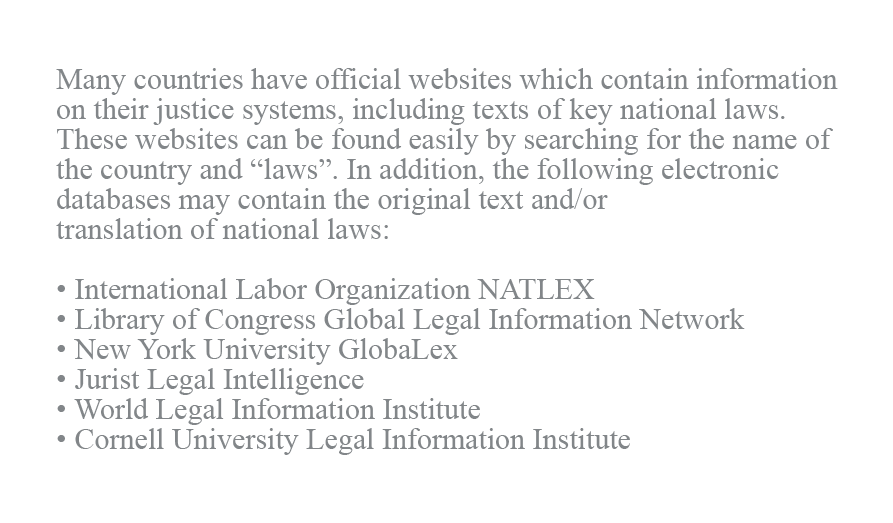 Many countries have official websites which contain information
on their justice systems, including texts of key national laws.
These websites can be found easily by searching for the name of
the country and “laws”. In addition, the following electronic
databases may contain the original text and/or
translation of national laws:
• International Labor Organization NATLEX
• Library of Congress Global Legal Information Network
• New York University GlobaLex
• Jurist Legal Intelligence
• World Legal Information Institute
• Cornell University Legal Information Institute